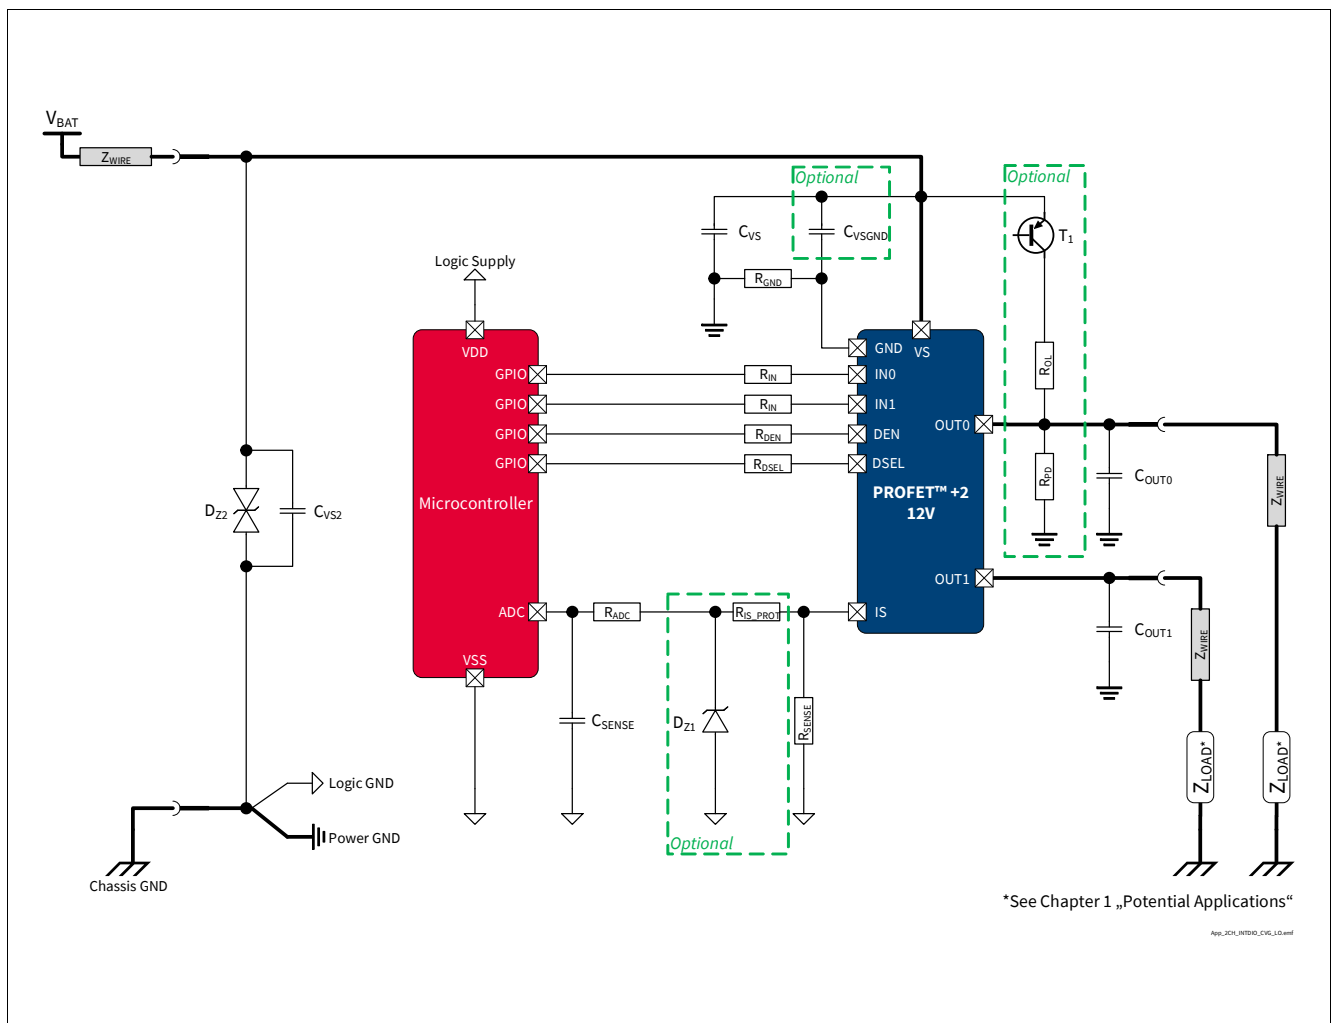 VBAT
ZWIRE
Optional
Optional
CVS
CVSGND
T1
Logic Supply
RGND
VDD
GND
VS
GPIO
RIN
IN0
ROL
GPIO
RIN
IN1
GPIO
RDEN
DEN
OUT0
GPIO
RDSEL
DSEL
RPD
COUT0
ZWIRE
Microcontroller
PROFET™ +2
12V
DZ2
CVS2
OUT1
ADC
RADC
RIS_PROT
IS
COUT1
ZWIRE
VSS
CSENSE
DZ1
RSENSE
ZLOAD*
ZLOAD*
Logic GND
Power GND
Optional
Chassis GND
*See Chapter 1 „Potential Applications“
App_2CH_INTDIO_CVG_LO.emf